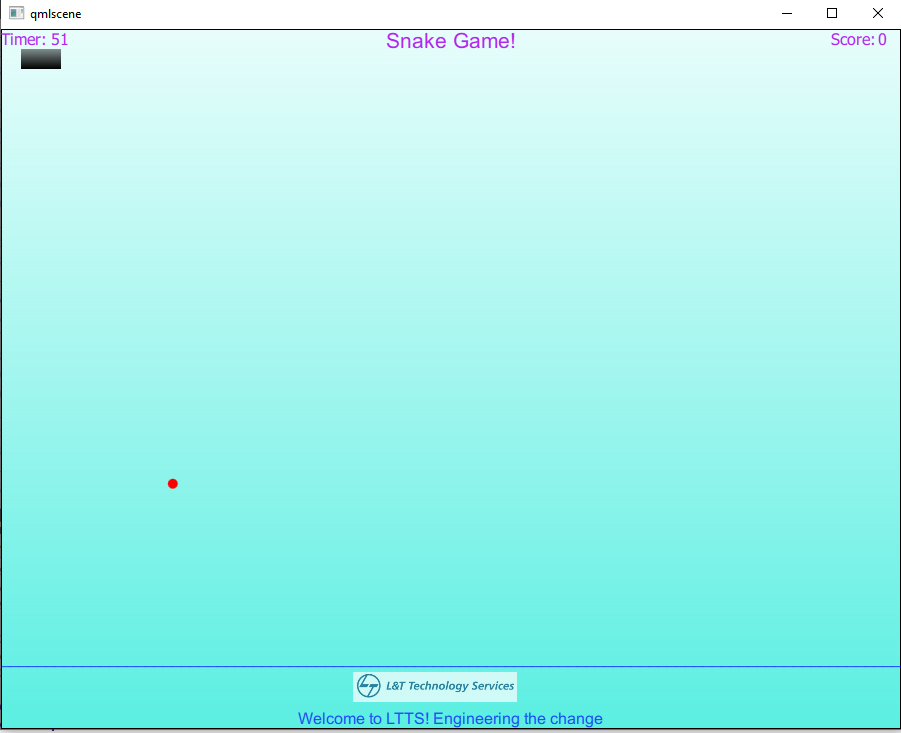 qmlscene
Timer: 51
Snake Game!
Score: 0
L&T Technology Services
Welcome to LTTS! Engineering the change